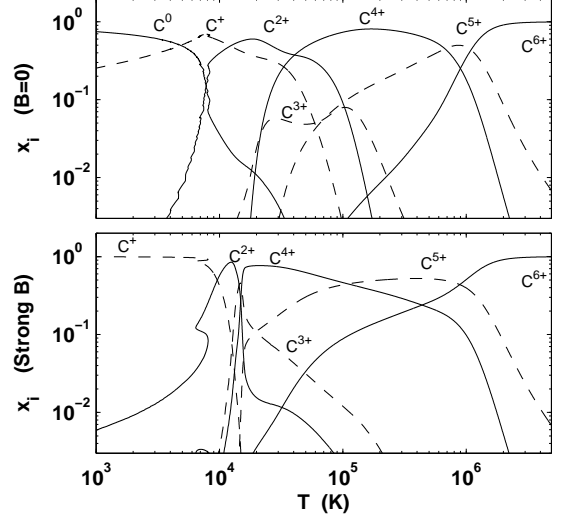 C⁰ C⁺ C²⁺ C⁴⁺ C⁵⁺
C⁶⁺
C³⁺
10⁰
10⁻¹
10⁻²
xᵢ (B=0)
C⁺ C²⁺ C⁴⁺ C⁵⁺
C⁶⁺
C³⁺
10⁰
10⁻¹
10⁻²
xᵢ (Strong B)
10³ 10⁴ 10⁵ 10⁶
T (K)